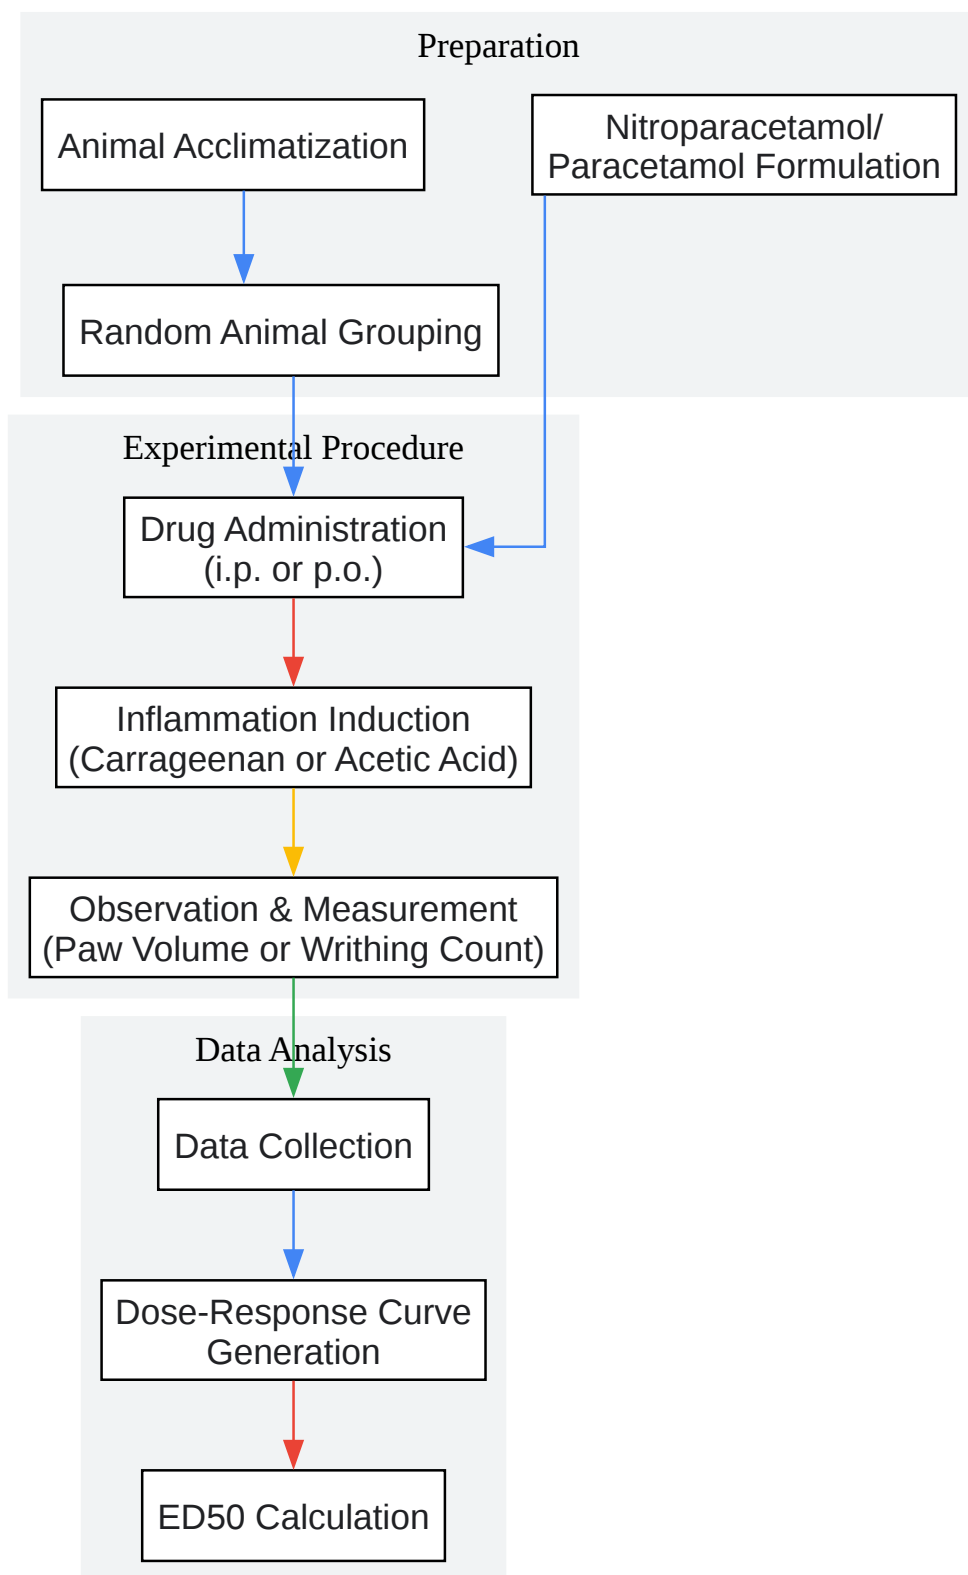 Preparation
Animal Acclimatization
Nitroparacetamol/
Paracetamol Formulation
Random Animal Grouping
Experimental Procedure
Drug Administration
(i.p. or p.o.)
Inflammation Induction
(Carrageenan or Acetic Acid)
Observation & Measurement
(Paw Volume or Writhing Count)
Data Analysis
Data Collection
Dose-Response Curve
Generation
ED50 Calculation